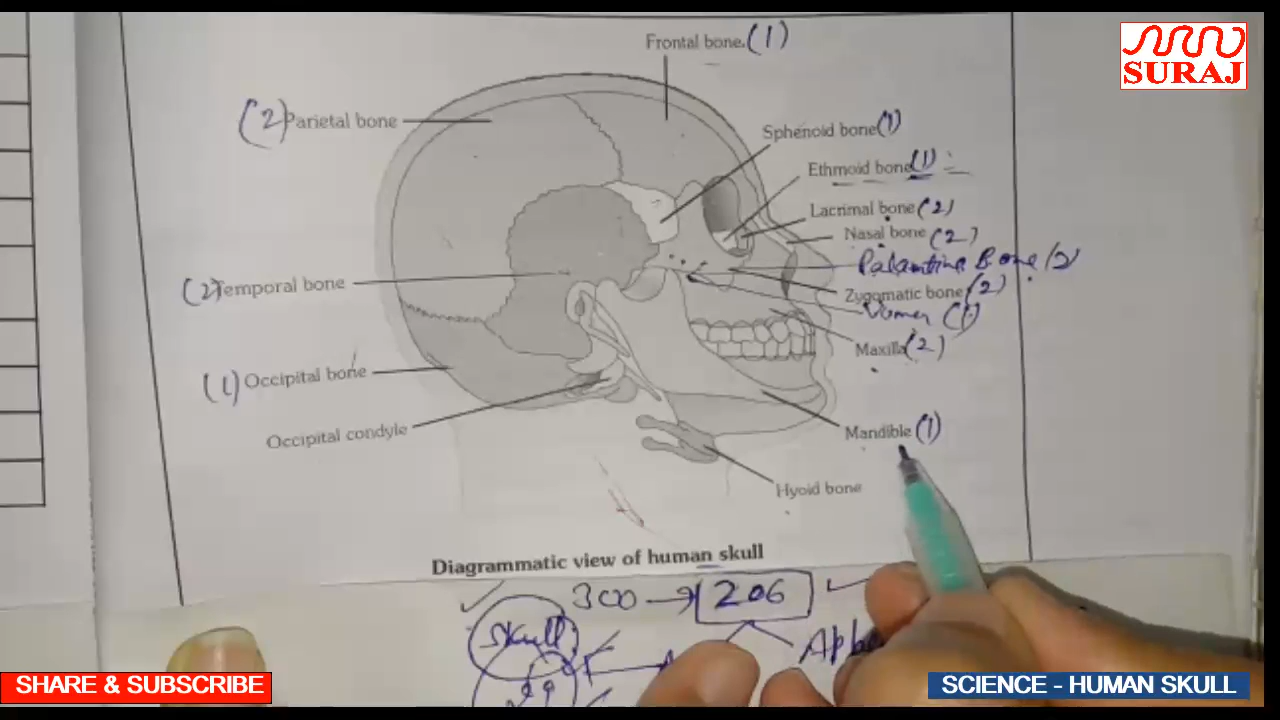 SURAJ
Frontal bone (1)
(2) Parietal bone
Sphenoid bone (1)
Ethmoid bone (1)
Lacrimal bone (2)
Nasal bone (2)
Palantine Bone (2)
(2) Temporal bone
Zygomatic bone (2)
Vomer (1)
Maxilla (2)
(1) Occipital bone
Occipital condyle
Mandible (1)
Hyoid bone
Diagrammatic view of human skull
300 → 206
Skull
SHARE & SUBSCRIBE
SCIENCE - HUMAN SKULL